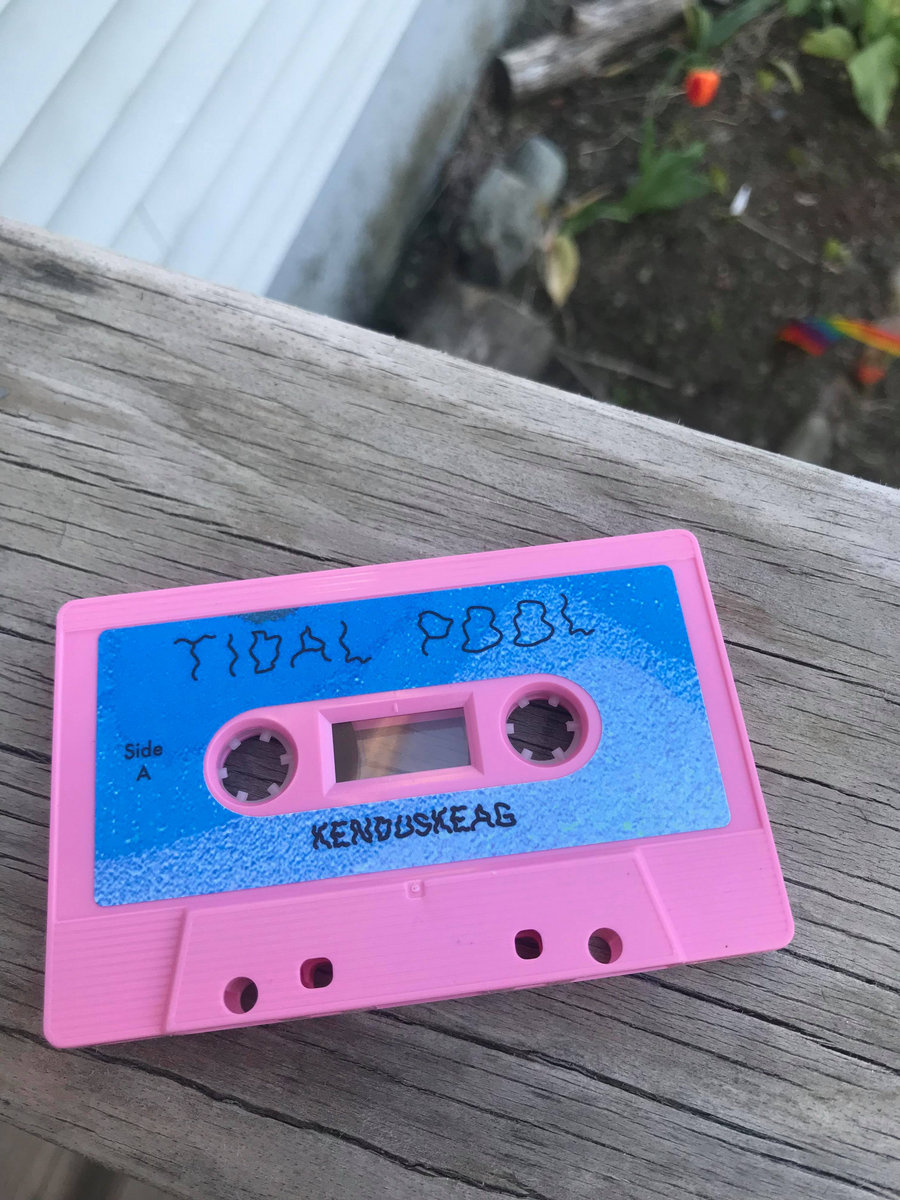 TIDAL POOL
Side
A
KENDUSKEAG